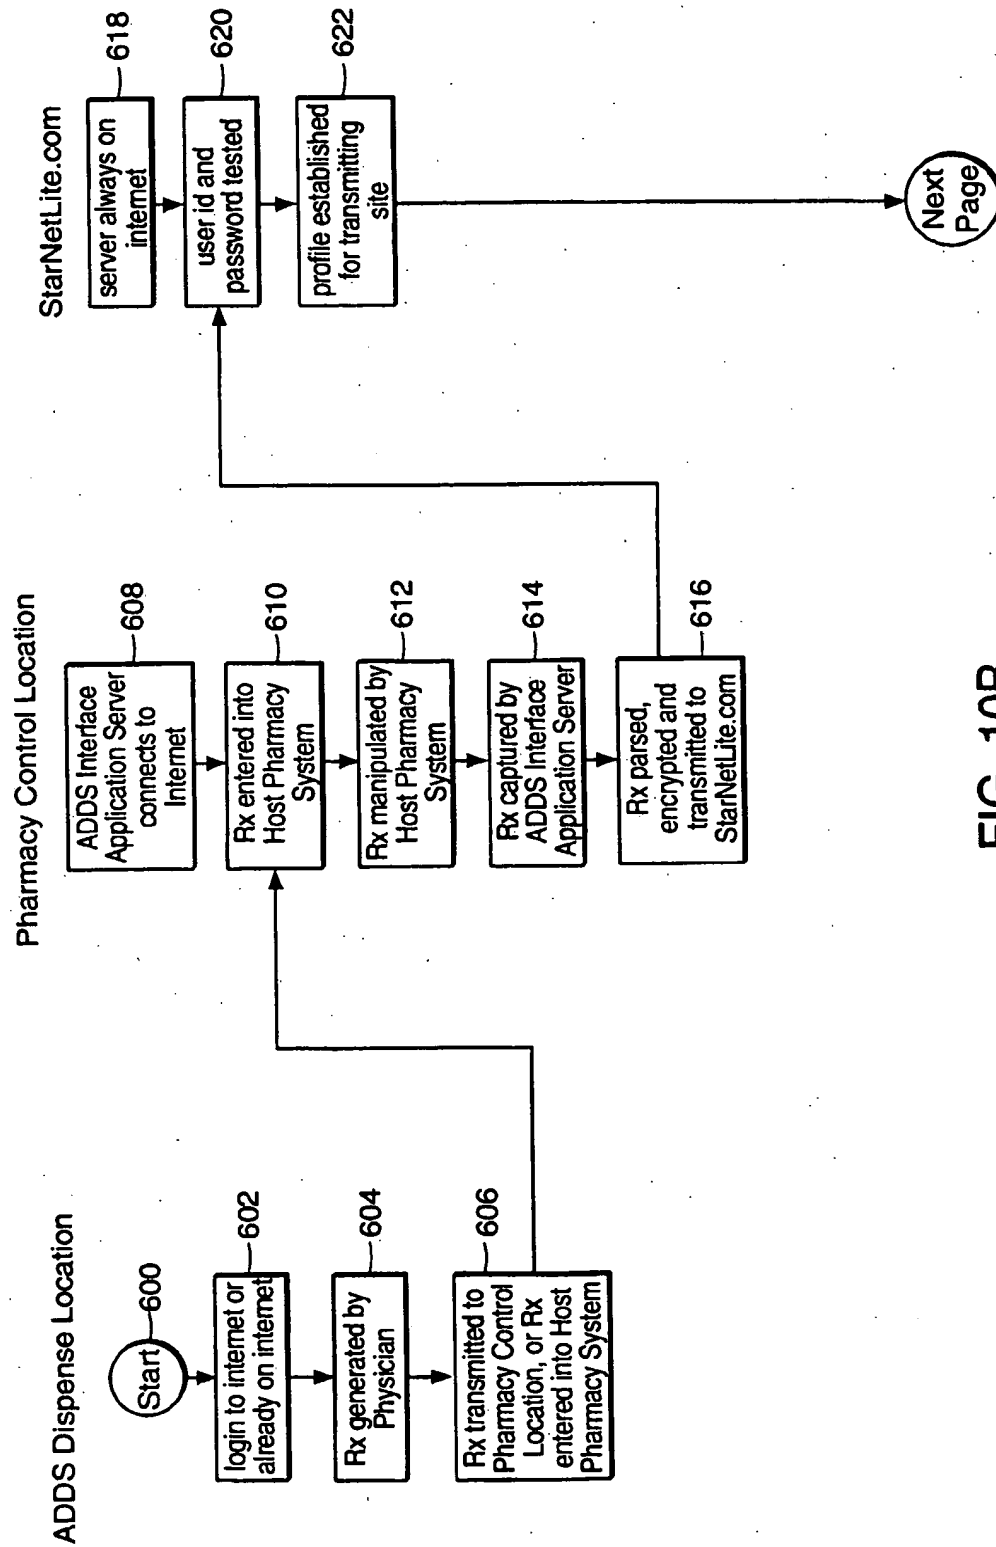 ADDS Dispense Location
Start
600
login to internet or
already on internet
602
Rx generated by
Physician
604
Rx transmitted to
Pharmacy Control
Location, or Rx
entered into Host
Pharmacy System
606
Pharmacy Control Location
ADDS Interface
Application Server
connects to
Internet
608
Rx entered into
Host Pharmacy
System
610
Rx manipulated by
Host Pharmacy
System
612
Rx captured by
ADDS Interface
Application Server
614
Rx parsed,
encrypted and
transmitted to
StarNetLite.com
616
StarNetLite.com
server always on
internet
618
user id and
password tested
620
profile established
for transmitting
site
622
Next
Page
FIG. 10B